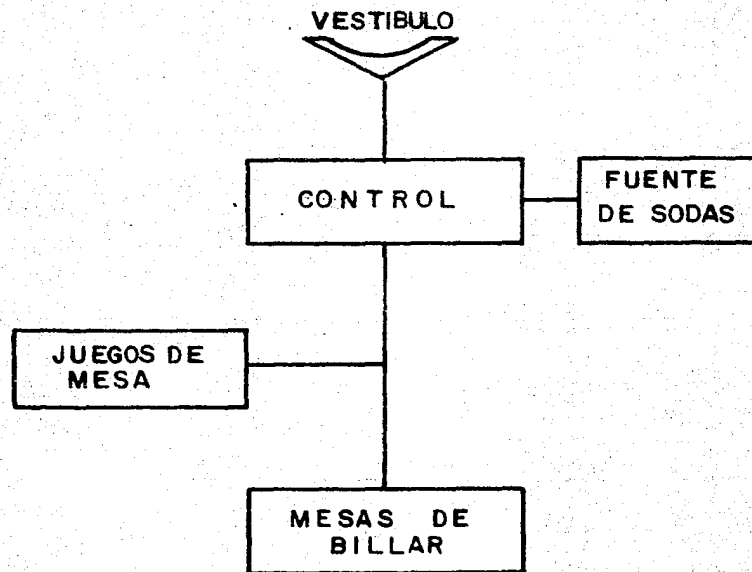 VESTIBULO
CONTROL
FUENTE
DE SODAS
JUEGOS DE
MESA
MESAS DE
BILLAR